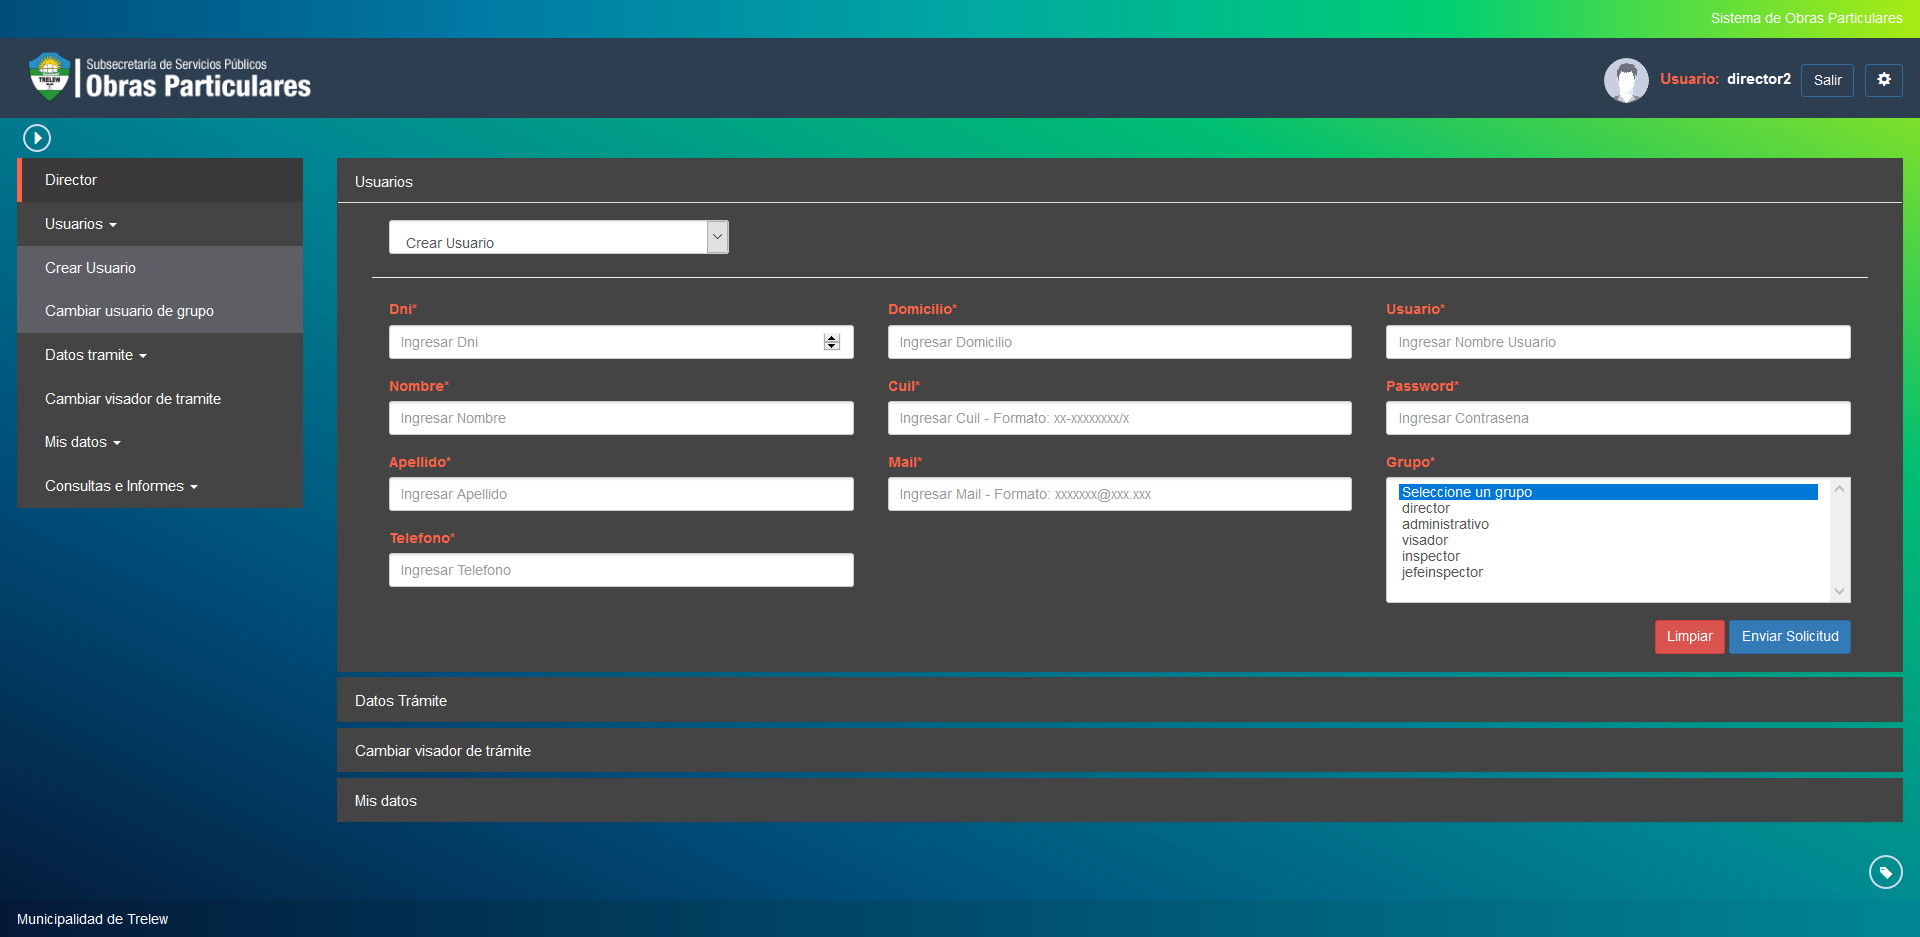 Sistema de Obras Particulares
TRELEW
Subsecretaría de Servicios Públicos
Obras Particulares
Usuario: director2
Salir
Director
Usuarios
Crear Usuario
Cambiar usuario de grupo
Datos tramite
Cambiar visador de tramite
Mis datos
Consultas e Informes
Usuarios
Crear Usuario
Dni*
Ingresar Dni
Domicilio*
Ingresar Domicilio
Usuario*
Ingresar Nombre Usuario
Nombre*
Ingresar Nombre
Cuil*
Ingresar Cuil - Formato: xx-xxxxxxxx/x
Password*
Ingresar Contrasena
Apellido*
Ingresar Apellido
Mail*
Ingresar Mail - Formato: xxxxxxx@xxx.xxx
Grupo*
Seleccione un grupo
director
administrativo
visador
inspector
jefeinspector
Telefono*
Ingresar Telefono
Limpiar
Enviar Solicitud
Datos Trámite
Cambiar visador de trámite
Mis datos
Municipalidad de Trelew